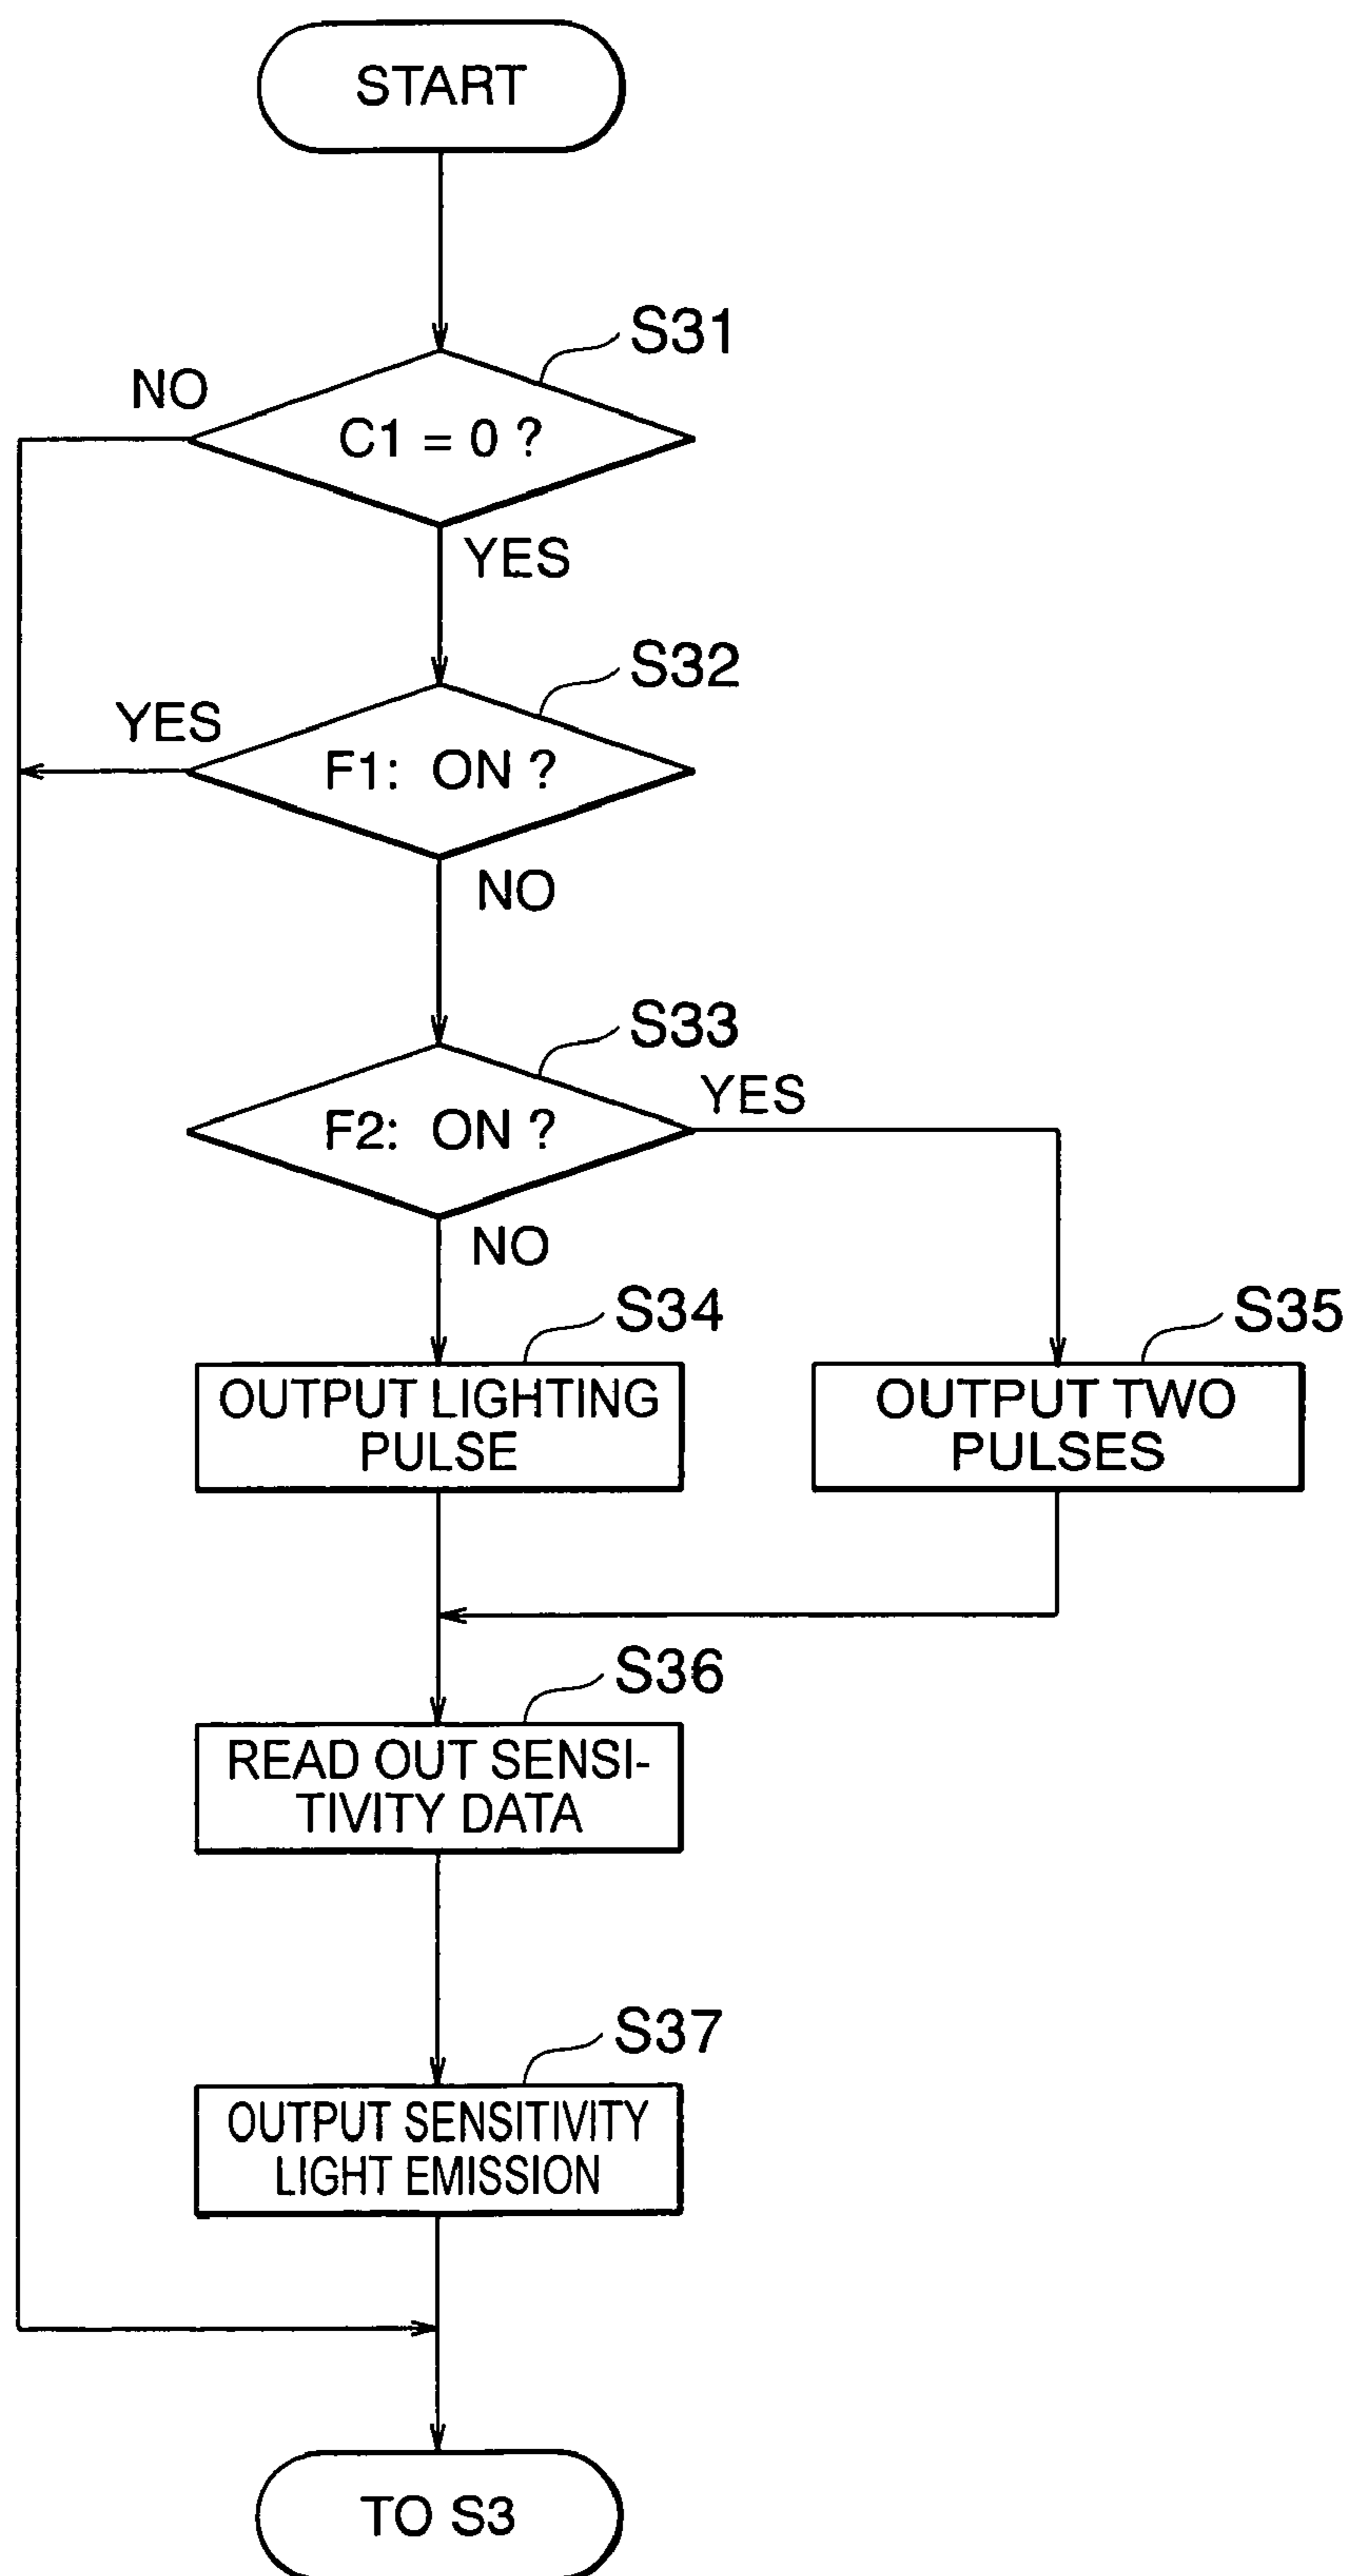 START
S31
NO
C1 = 0 ?
YES
S32
YES
F1: ON ?
NO
S33
YES
F2: ON ?
NO
S34
S35
OUTPUT LIGHTING
PULSE
OUTPUT TWO
PULSES
S36
READ OUT SENSI-
TIVITY DATA
S37
OUTPUT SENSITIVITY
LIGHT EMISSION
TO S3